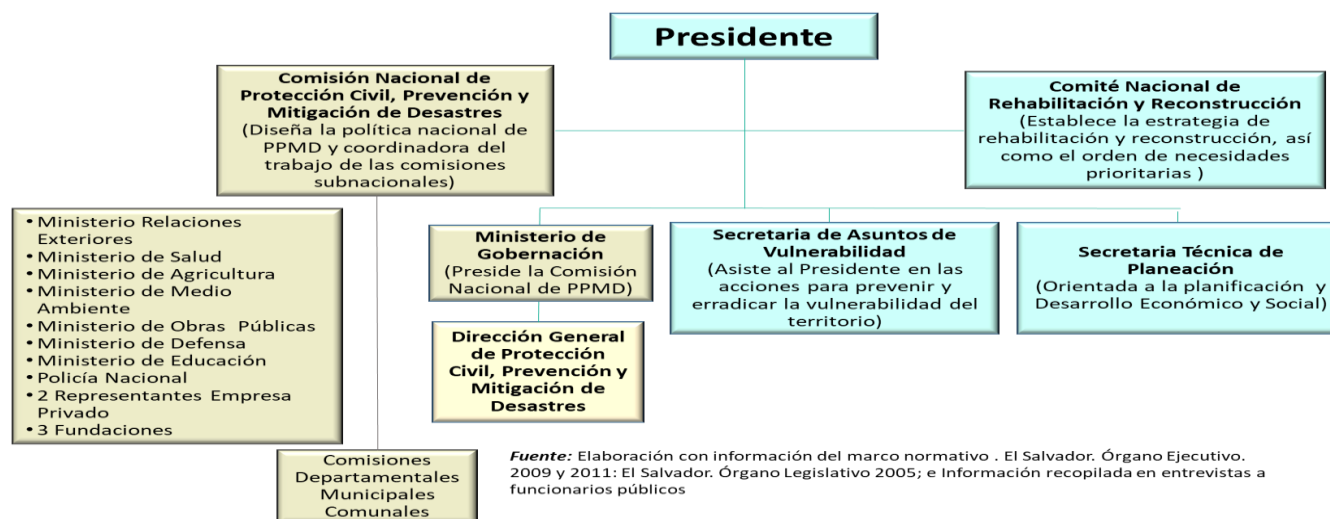 Presidente
Comisión Nacional de
Protección Civil, Prevención y
Mitigación de Desastres
(Diseña la política nacional de
PPMD y coordinadora del
trabajo de las comisiones
subnacionales)
Comité Nacional de
Rehabilitación y Reconstrucción
(Establece la estrategia de
rehabilitación y reconstrucción, así
como el orden de necesidades
prioritarias )
• Ministerio Relaciones
Exteriores
• Ministerio de Salud
• Ministerio de Agricultura
• Ministerio de Medio
Ambiente
• Ministerio de Obras Públicas
• Ministerio de Defensa
• Ministerio de Educación
• Policía Nacional
• 2 Representantes Empresa
Privado
• 3 Fundaciones
Ministerio de
Gobernación
(Preside la Comisión
Nacional de PPMD)
Secretaria de Asuntos de
Vulnerabilidad
(Asiste al Presidente en las
acciones para prevenir y
erradicar la vulnerabilidad del
territorio)
Secretaria Técnica de
Planeación
(Orientada a la planificación y
Desarrollo Económico y Social)
Dirección General
de Protección
Civil, Prevención y
Mitigación de
Desastres
Comisiones
Departamentales
Municipales
Comunales
Fuente: Elaboración con información del marco normativo . El Salvador. Órgano Ejecutivo.
2009 y 2011: El Salvador. Órgano Legislativo 2005; e Información recopilada en entrevistas a
funcionarios públicos